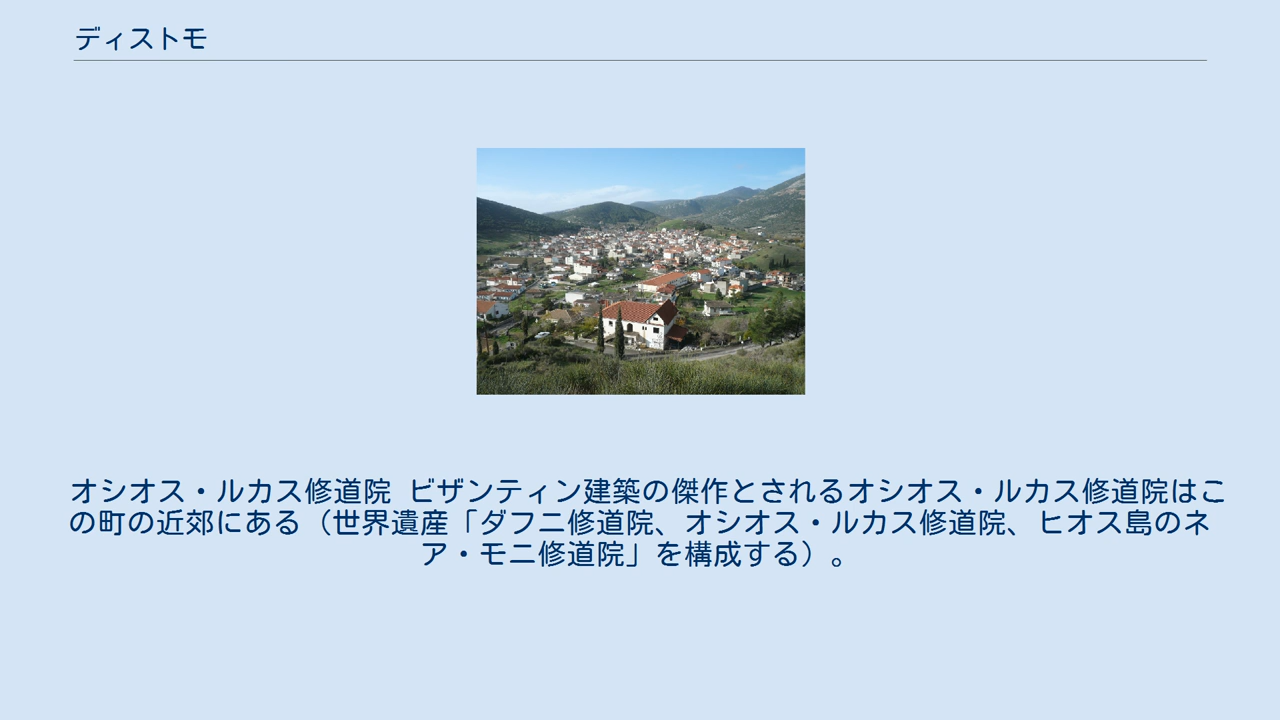 ディストモ
オシオス・ルカス修道院 ビザンティン建築の傑作とされるオシオス・ルカス修道院はこ
の町の近郊にある（世界遺産「ダフニ修道院、オシオス・ルカス修道院、ヒオス島のネ
ア・モニ修道院」を構成する）。